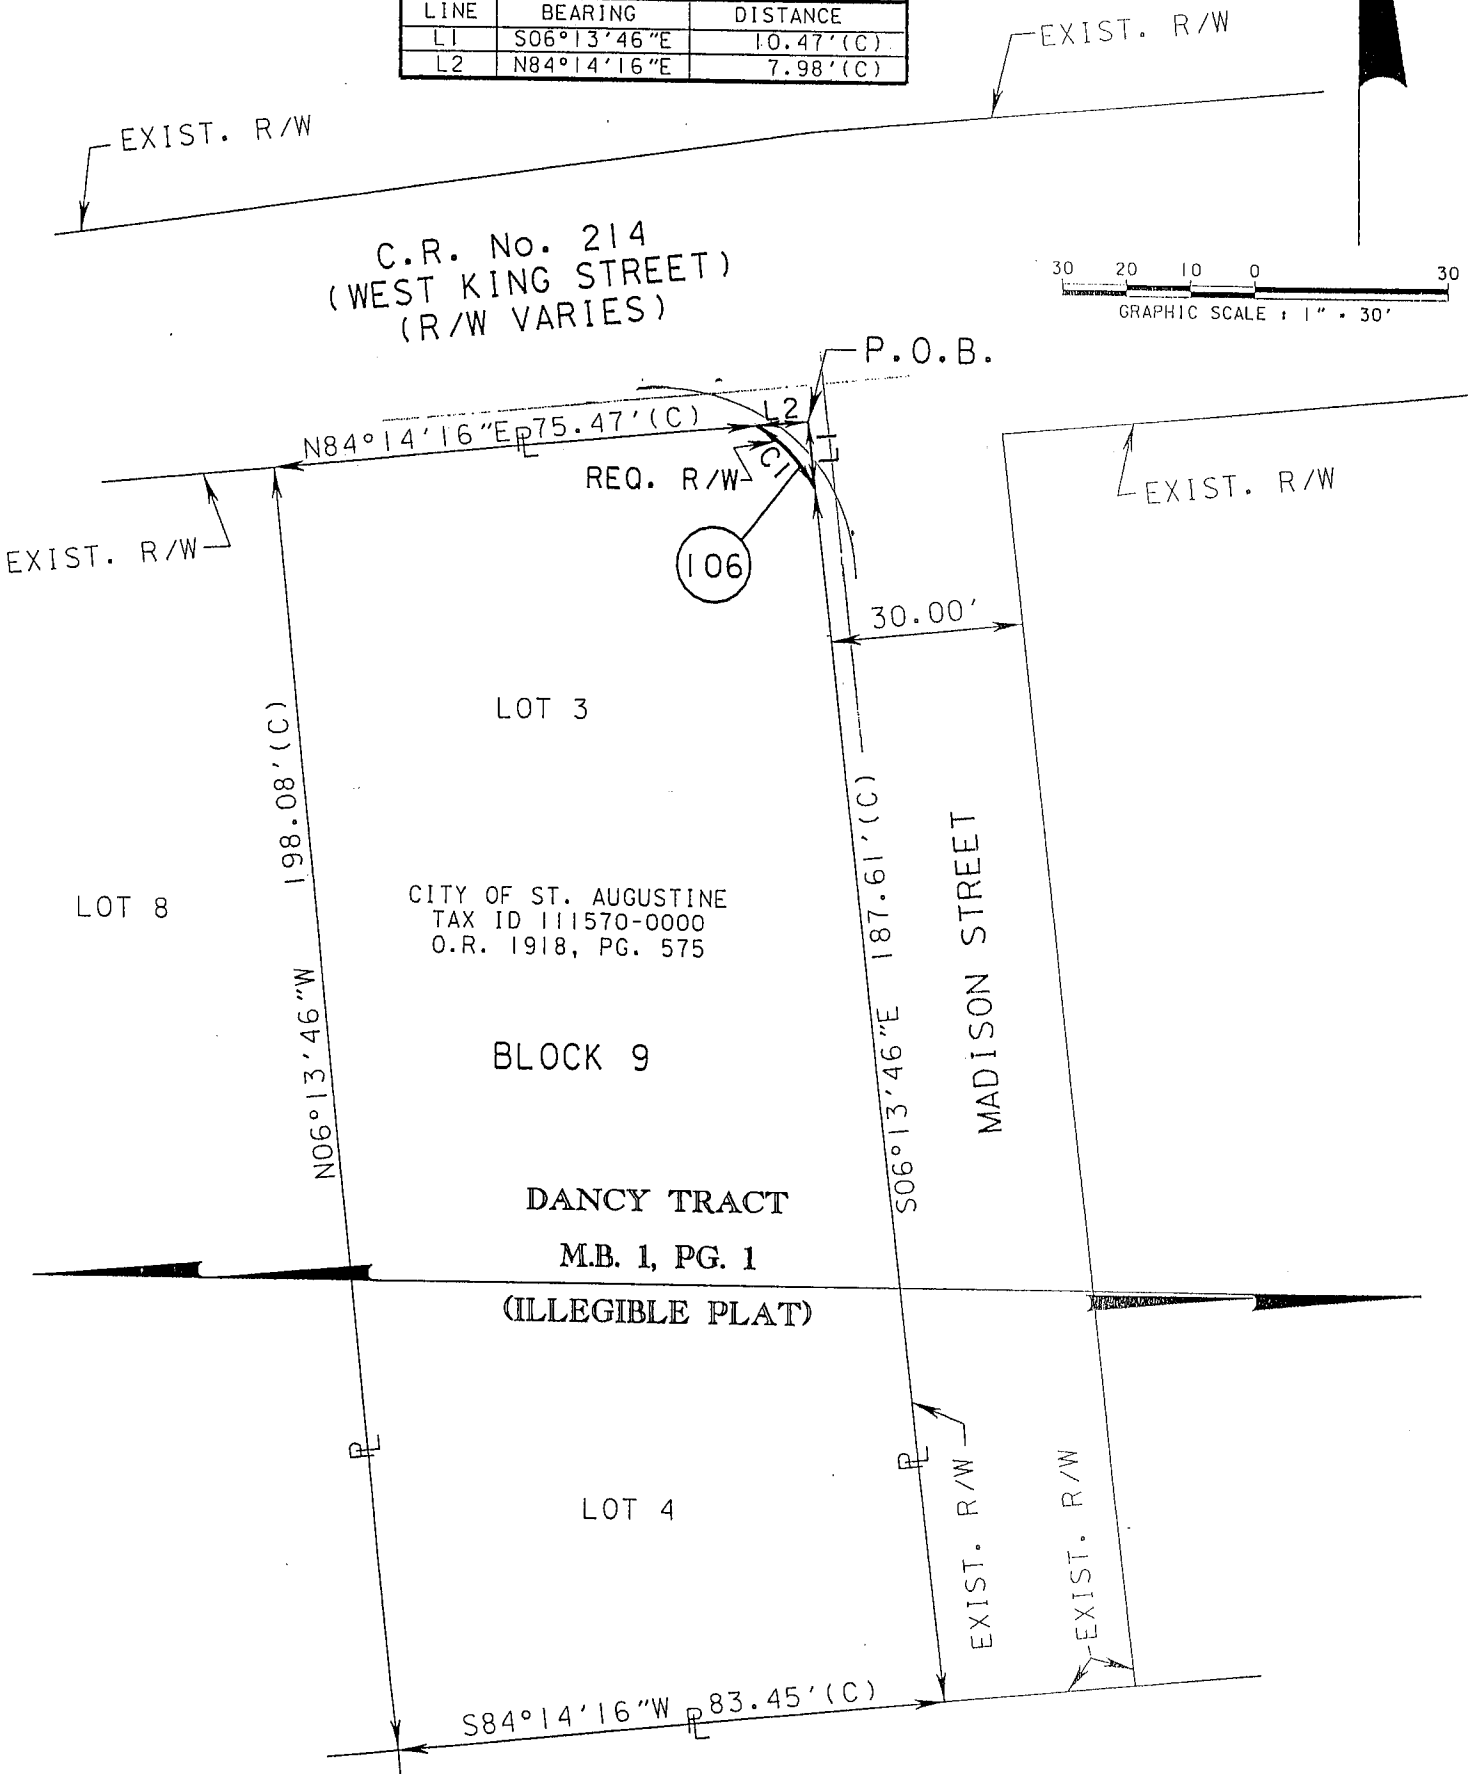 LINE BEARING DISTANCE
L1 S06°13'46"E 10.47'(C)
L2 N84°14'16"E 7.98'(C)
EXIST. R/W
EXIST. R/W
C.R. No. 214
(WEST KING STREET)
(R/W VARIES)
30 20 10 0 30
GRAPHIC SCALE : 1" = 30'
P.O.B.
N84°14'16"E PL 75.47'(C)
L2
L1
C1
REQ. R/W
EXIST. R/W
EXIST. R/W
106
30.00'
LOT 3
198.08'(C)
N06°13'46"W
LOT 8
CITY OF ST. AUGUSTINE
TAX ID 111570-0000
O.R. 1918, PG. 575
S06°13'46"E 187.61'(C)
MADISON STREET
BLOCK 9
DANCY TRACT
M.B. 1, PG. 1
(ILLEGIBLE PLAT)
PL
PL
LOT 4
EXIST. R/W
EXIST. R/W
S84°14'16"W PL 83.45'(C)